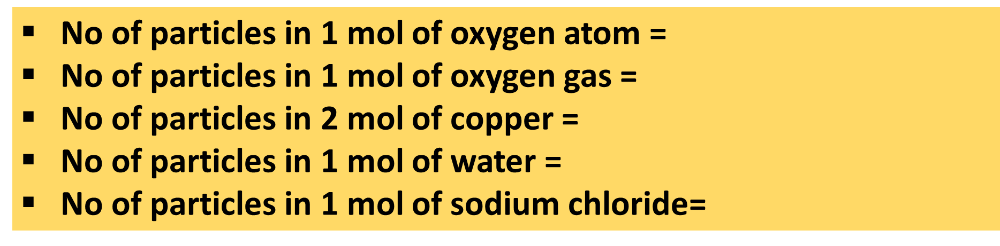 ▪ No of particles in 1 mol of oxygen atom =
▪ No of particles in 1 mol of oxygen gas =
▪ No of particles in 2 mol of copper =
▪ No of particles in 1 mol of water =
▪ No of particles in 1 mol of sodium chloride=